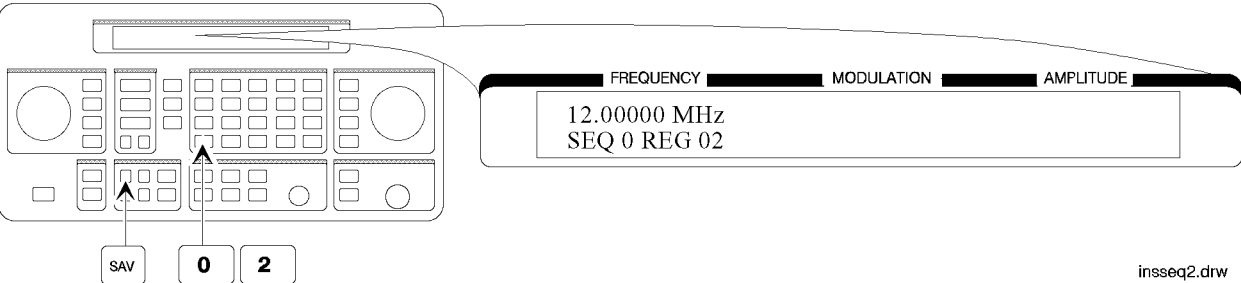 FREQUENCY MODULATION AMPLITUDE
12.00000 MHz
SEQ 0 REG 02
SAV 0 2
insseq2.drw